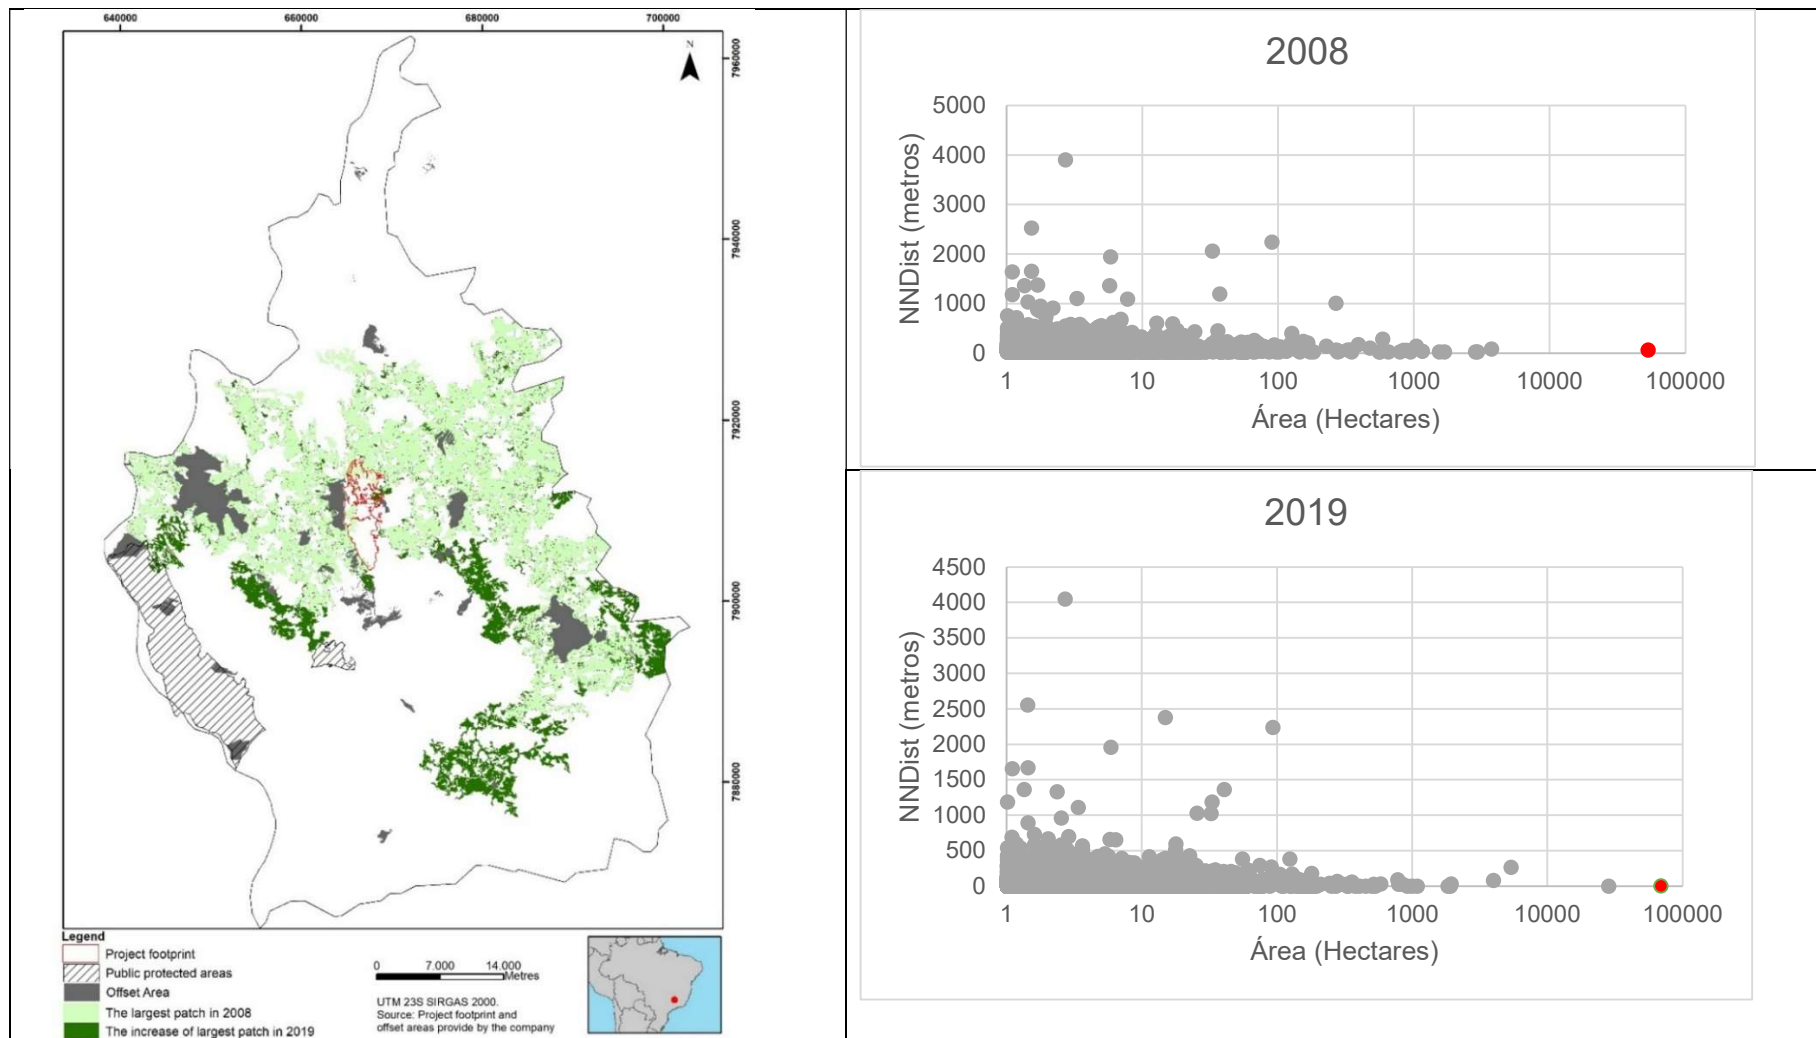 640000 660000 680000 700000
N
7960000
7940000
7920000
7900000
7880000
Legend
Project footprint
Public protected areas
Offset Area
The largest patch in 2008
The increase of largest patch in 2019
0 7.000 14.000
Metres
UTM 23S SIRGAS 2000.
Source: Project footprint and
offset areas provide by the company
2008
NNDist (metros)
5000
4000
3000
2000
1000
0
1 10 100 1000 10000 100000
Área (Hectares)
2019
NNDist (metros)
4500
4000
3500
3000
2500
2000
1500
1000
500
0
1 10 100 1000 10000 100000
Área (Hectares)